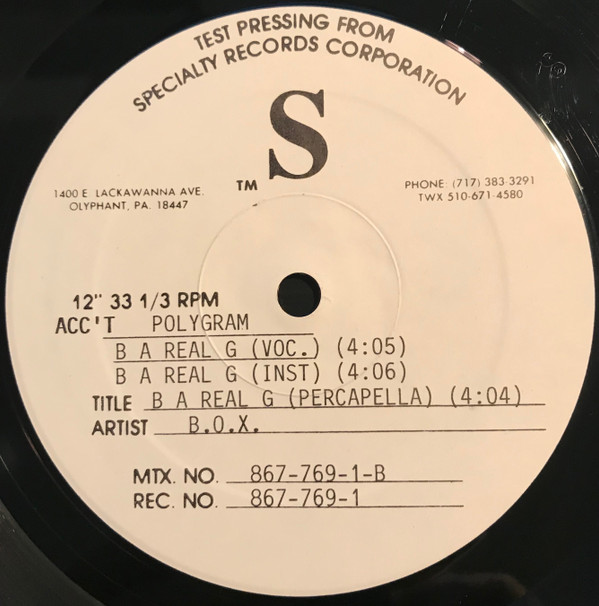 TEST PRESSING FROM
SPECIALTY RECORDS CORPORATION
S
TM
1400 E. LACKAWANNA AVE.
OLYPHANT, PA. 18447
PHONE: (717) 383-3291
TWX 510-671-4580
12" 33 1/3 RPM
ACC'T POLYGRAM
B A REAL G (VOC.) (4:05)
B A REAL G (INST) (4:06)
TITLE B A REAL G (PERCAPELLA) (4:04)
ARTIST B.O.X.
MTX. NO. 867-769-1-B
REC. NO. 867-769-1